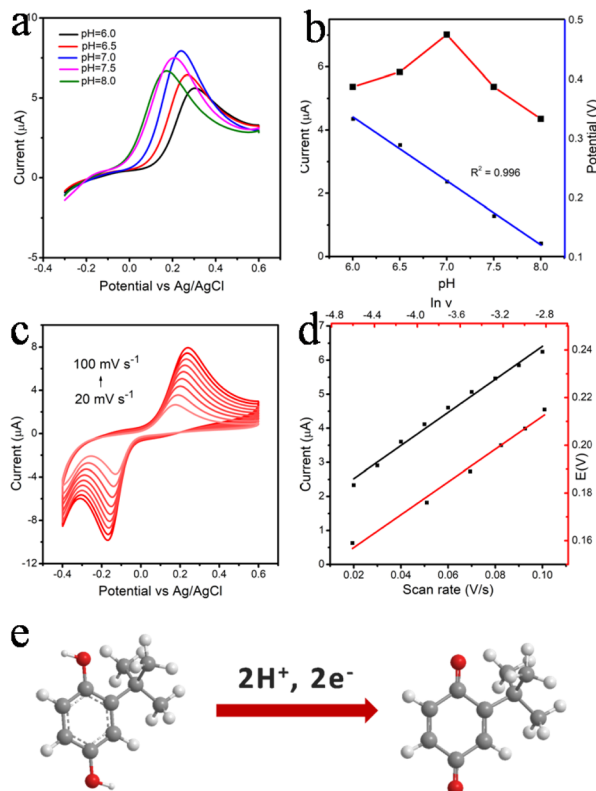 a
pH=6.0
pH=6.5
pH=7.0
pH=7.5
pH=8.0
10
5
0
-5
Current (μA)
-0.4 -0.2 0.0 0.2 0.4 0.6
Potential vs Ag/AgCl
b
8
6
4
2
0
Current (μA)
0.5
0.4
0.3
0.2
0.1
Potential (V)
R² = 0.996
6.0 6.5 7.0 7.5 8.0
pH
c
100 mV s⁻¹
20 mV s⁻¹
8
4
0
-4
-8
-12
Current (μA)
-0.4 -0.2 0.0 0.2 0.4 0.6
Potential vs Ag/AgCl
ln v
-4.8 -4.4 -4.0 -3.6 -3.2 -2.8
d
7
6
5
4
3
2
1
0
Current (μA)
0.24
0.22
0.20
0.18
0.16
E(V)
0.02 0.04 0.06 0.08 0.10
Scan rate (V/s)
e
2H⁺, 2e⁻